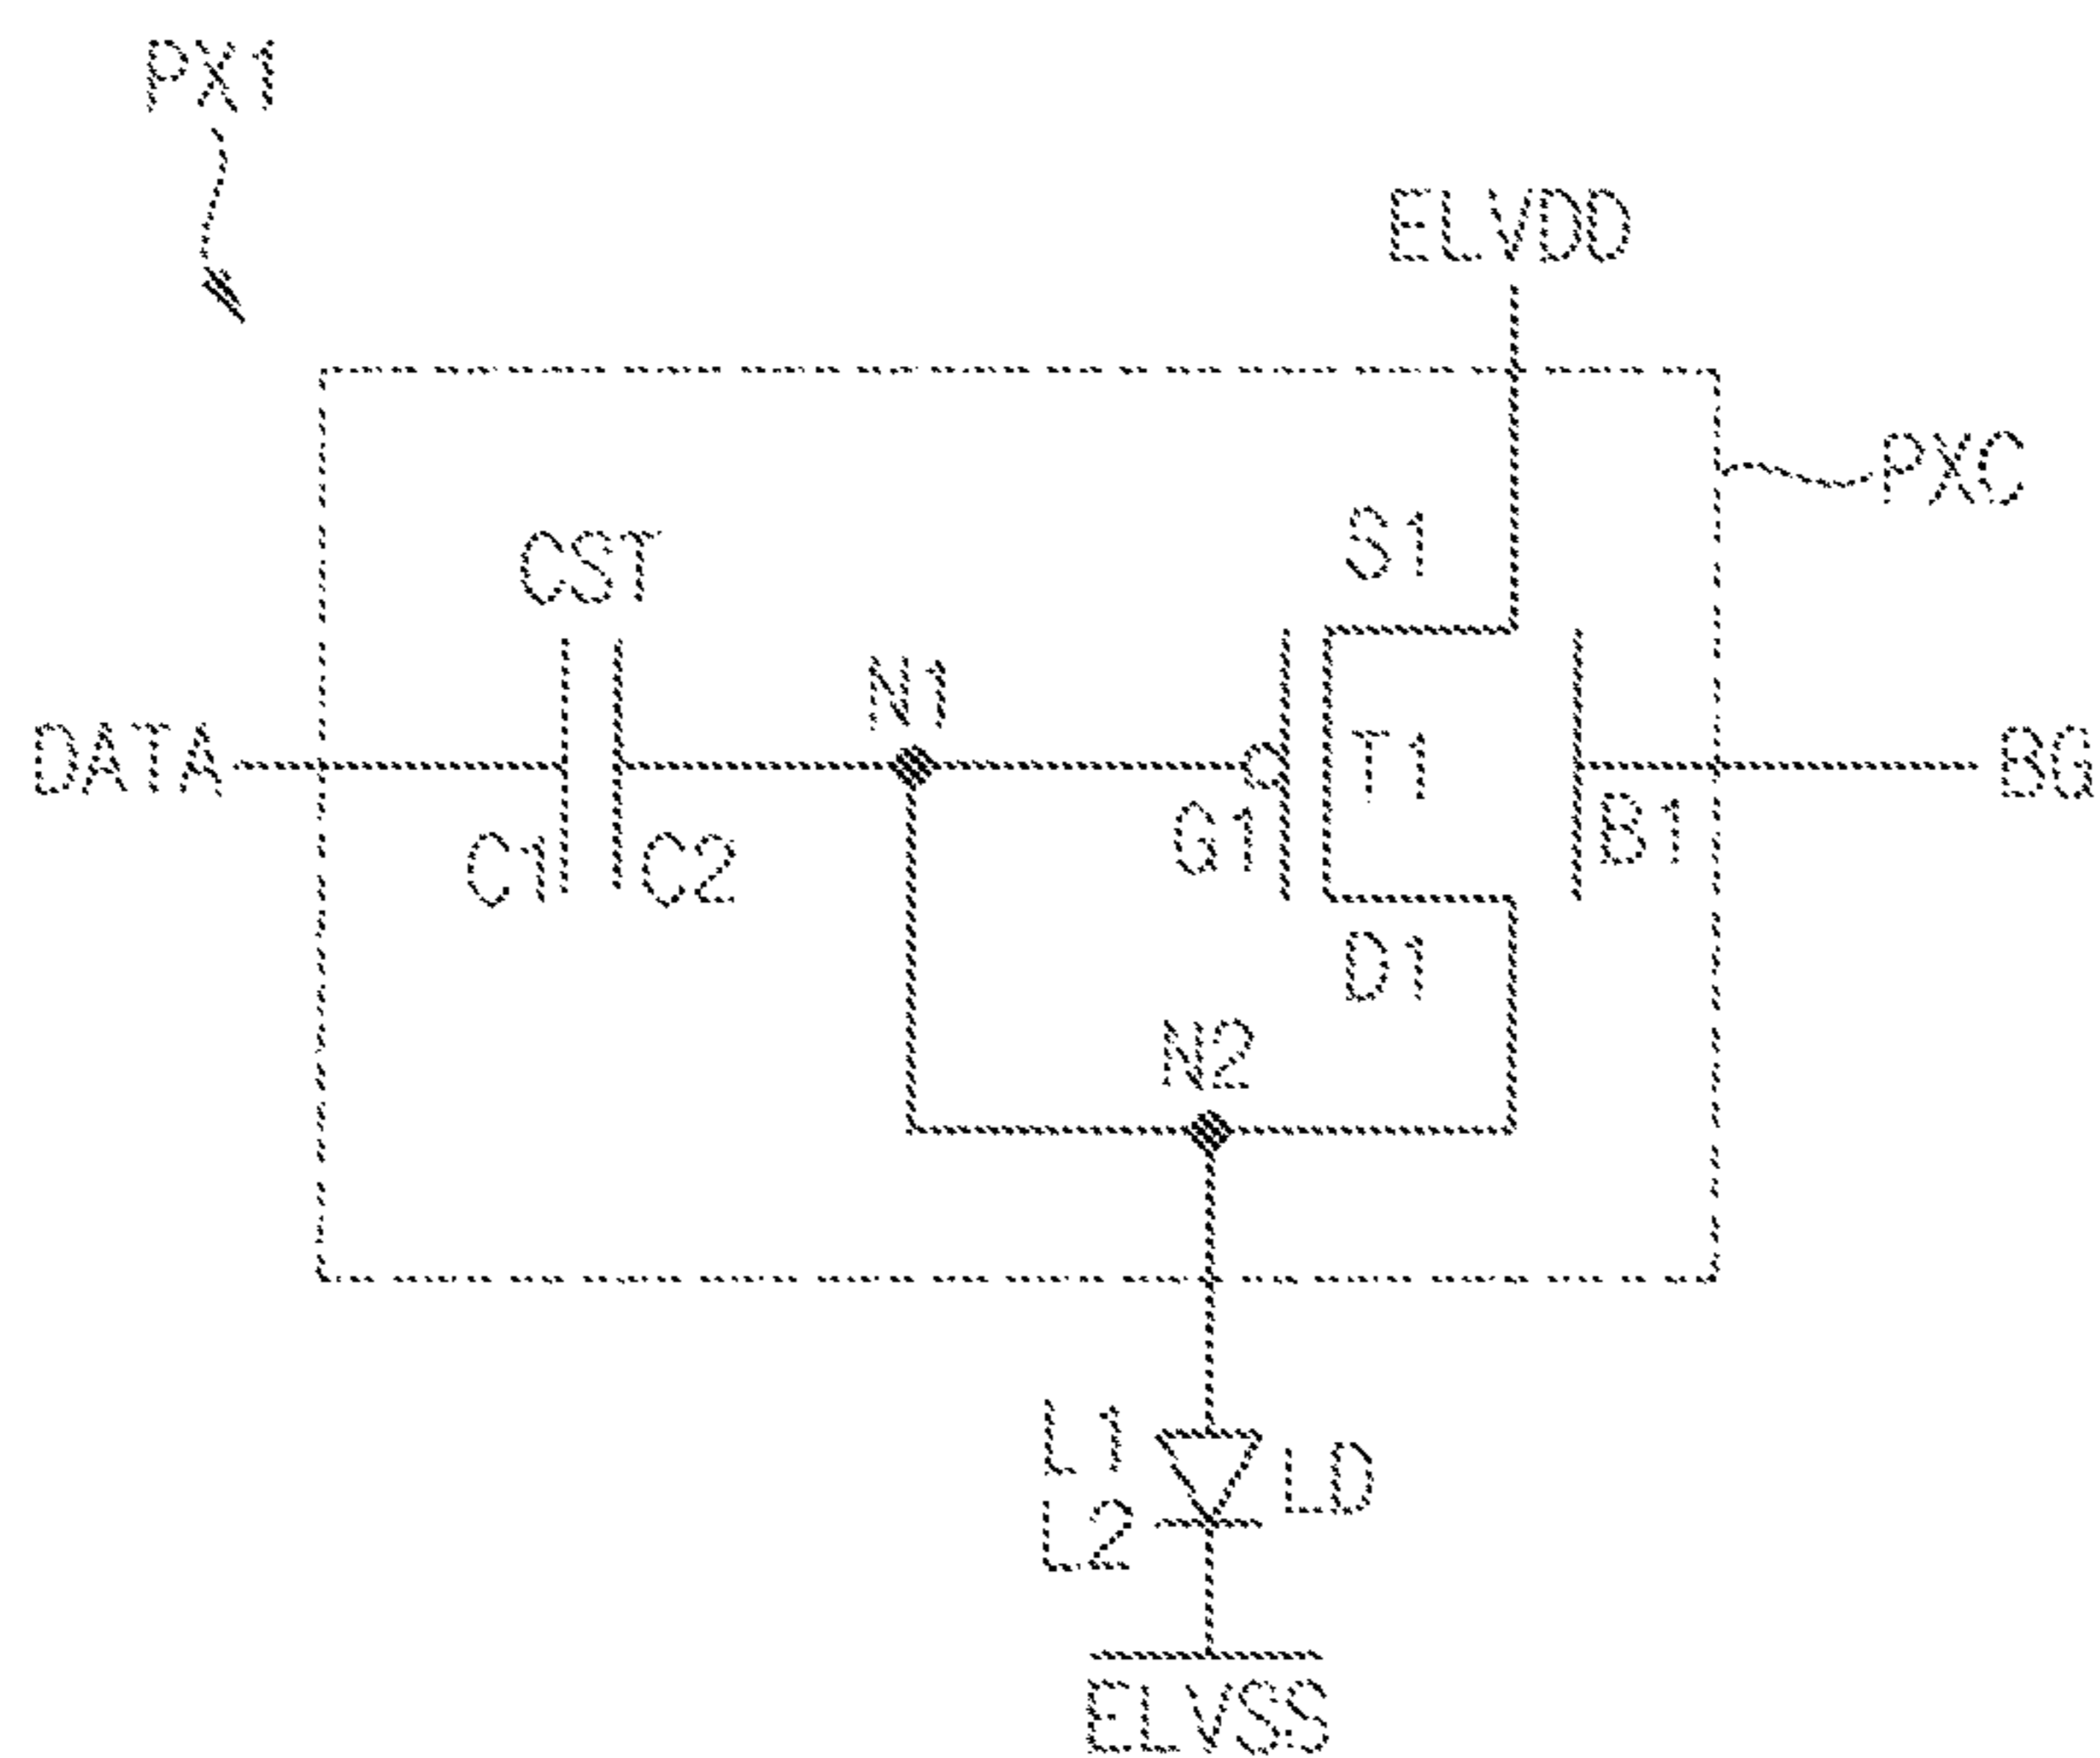 PX1
ELVDD
PXC
S1
CST
N1
DATA
T1
BG
G1
B1
C1
C2
D1
N2
L1
LD
L2
ELVSS